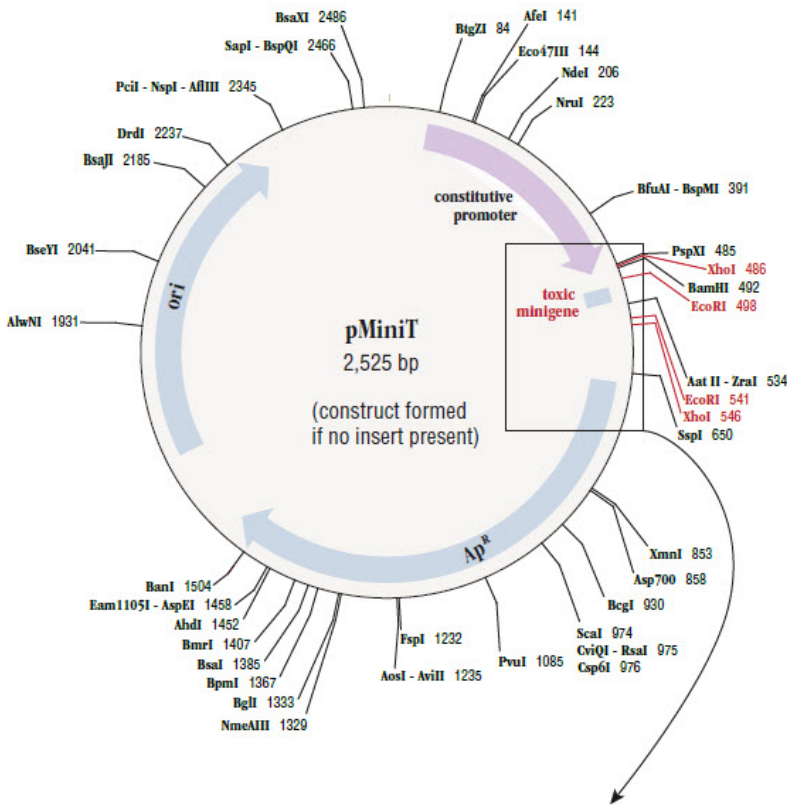 BsaXI 2486
SapI - BspQI 2466
PciI - NspI - AflIII 2345
DrdI 2237
BsaJI 2185
BseYI 2041
AlwNI 1931
BtgZI 84
AfeI 141
Eco47III 144
NdeI 206
NruI 223
BfuAI - BspMI 391
PspXI 485
XhoI 486
BamHI 492
EcoRI 498
Aat II - ZraI 534
EcoRI 541
XhoI 546
SspI 650
constitutive
promoter
toxic
minigene
ori
pMiniT
2,525 bp
(construct formed
if no insert present)
ApR
XmnI 853
Asp700 858
BcgI 930
ScaI 974
CviQI - RsaI 975
Csp6I 976
PvuI 1085
FspI 1232
AosI - AviII 1235
BanI 1504
Eam1105I - AspEI 1458
AhdI 1452
BmrI 1407
BsaI 1385
BpmI 1367
BglI 1333
NmeAIII 1329